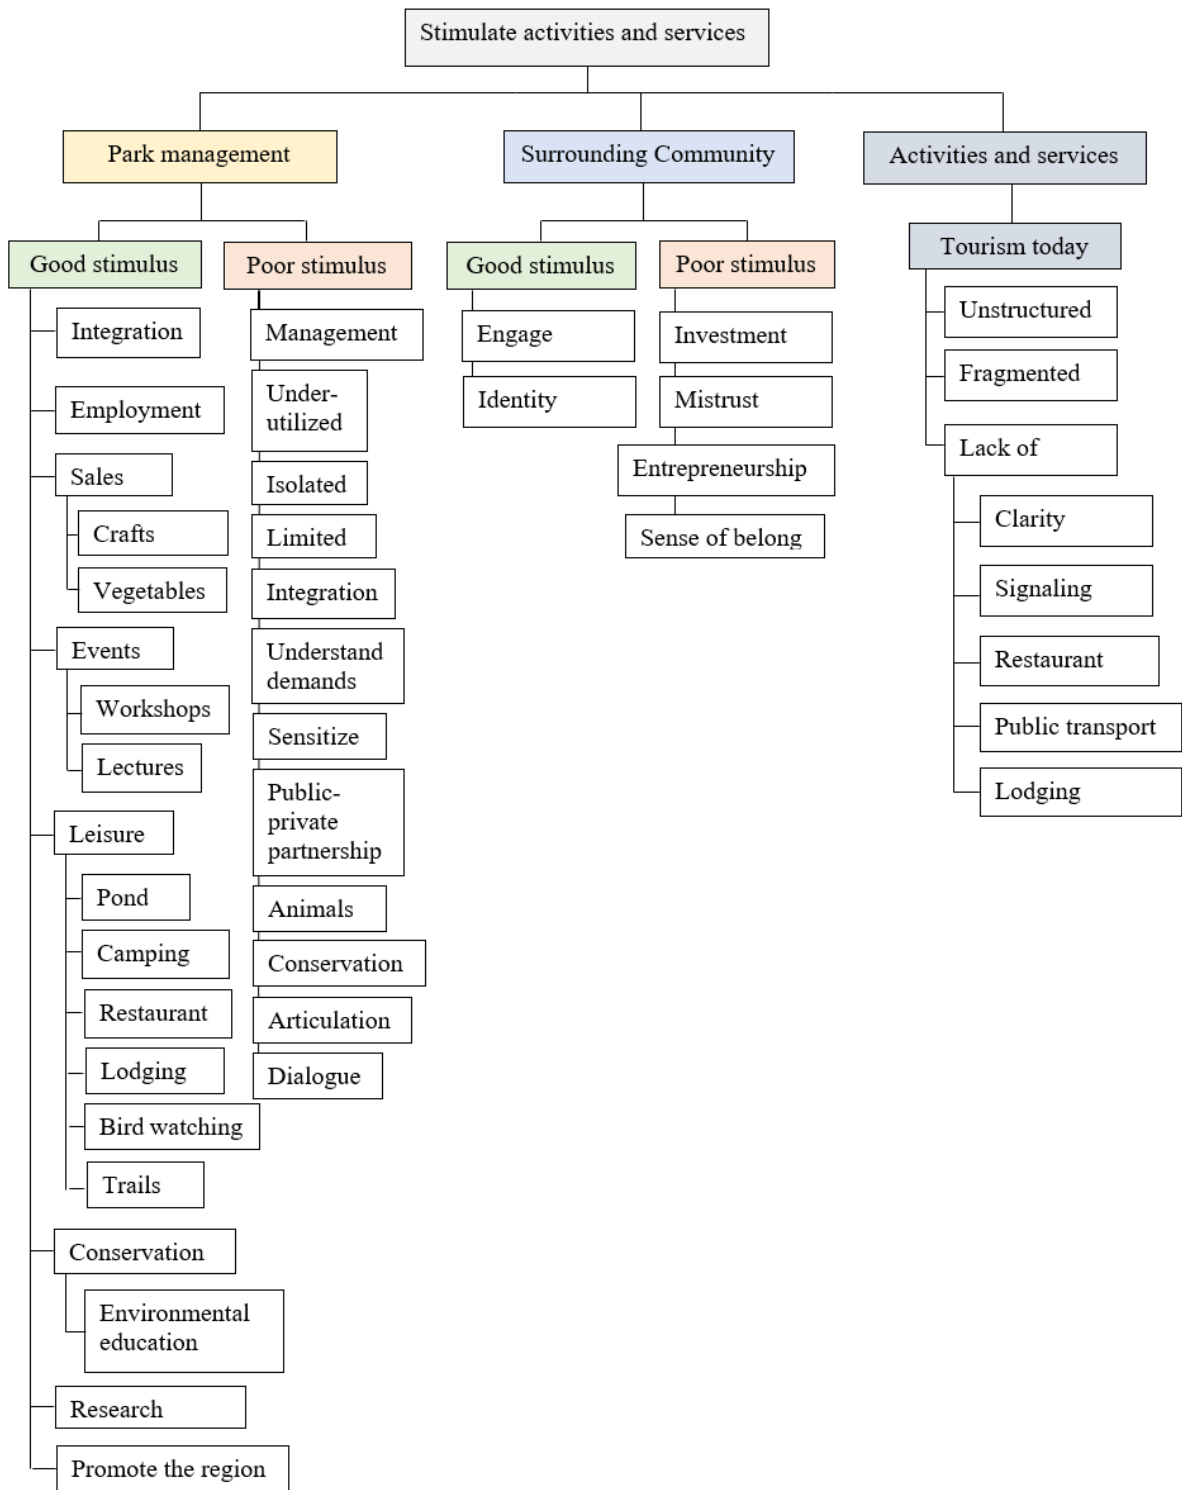 Stimulate activities and services
Park management
Good stimulus
Integration
Employment
Sales
Crafts
Vegetables
Events
Workshops
Lectures
Leisure
Pond
Camping
Restaurant
Lodging
Bird watching
Trails
Conservation
Environmental
education
Research
Promote the region
Poor stimulus
Management
Under-
utilized
Isolated
Limited
Integration
Understand
demands
Sensitize
Public-
private
partnership
Animals
Conservation
Articulation
Dialogue
Surrounding Community
Good stimulus
Engage
Identity
Poor stimulus
Investment
Mistrust
Entrepreneurship
Sense of belong
Activities and services
Tourism today
Unstructured
Fragmented
Lack of
Clarity
Signaling
Restaurant
Public transport
Lodging